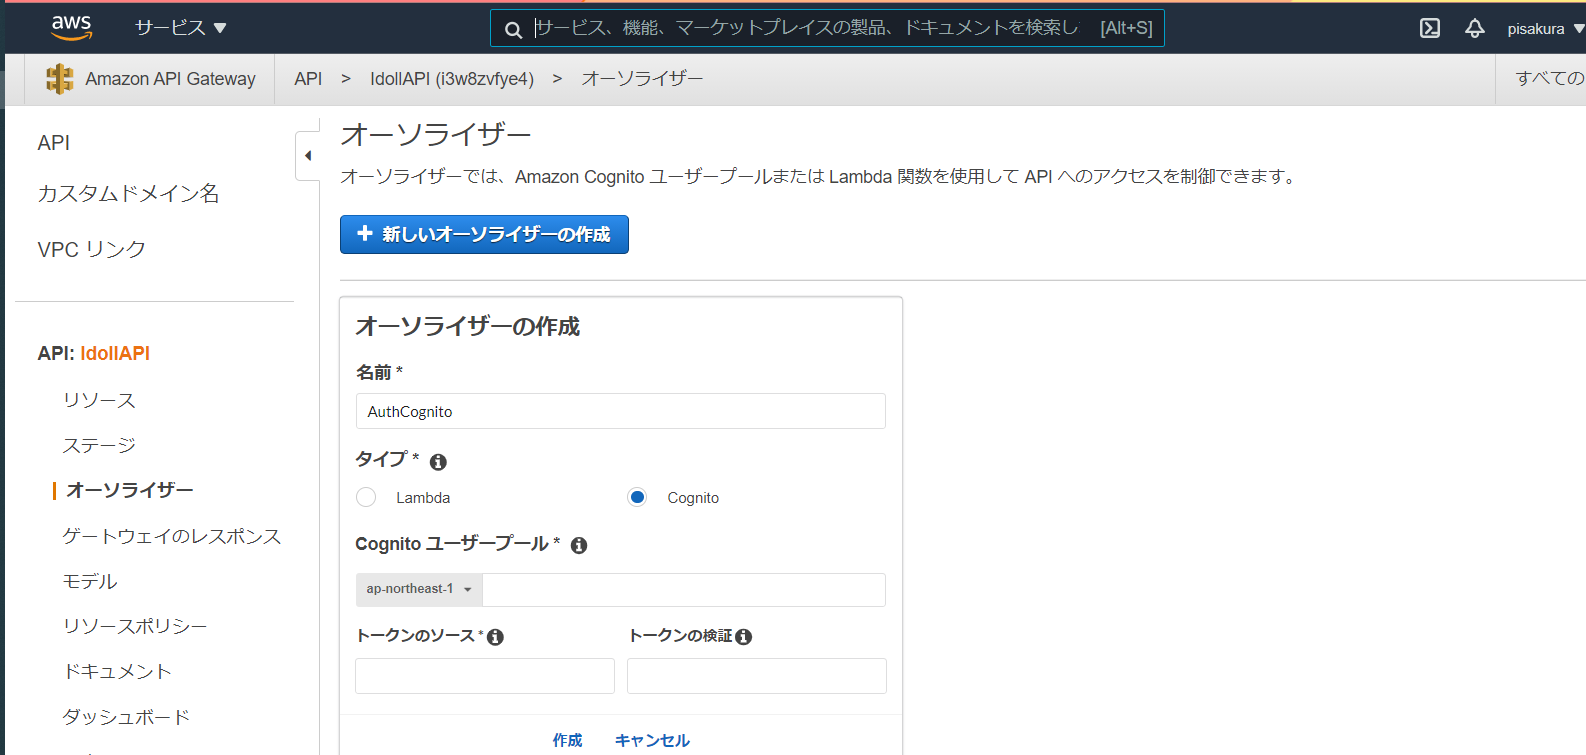 aws
サービス ▼
サービス、機能、マーケットプレイスの製品、ドキュメントを検索し [Alt+S]
pisakura ▼
Amazon API Gateway
API > IdollAPI (i3w8zvfye4) > オーソライザー
すべての
API
カスタムドメイン名
VPC リンク
API: IdollAPI
リソース
ステージ
オーソライザー
ゲートウェイのレスポンス
モデル
リソースポリシー
ドキュメント
ダッシュボード
オーソライザー
オーソライザーでは、Amazon Cognito ユーザープールまたは Lambda 関数を使用して API へのアクセスを制御できます。
+ 新しいオーソライザーの作成
オーソライザーの作成
名前 *
AuthCognito
タイプ *
Lambda Cognito
Cognito ユーザープール *
ap-northeast-1
トークンのソース * トークンの検証
作成 キャンセル